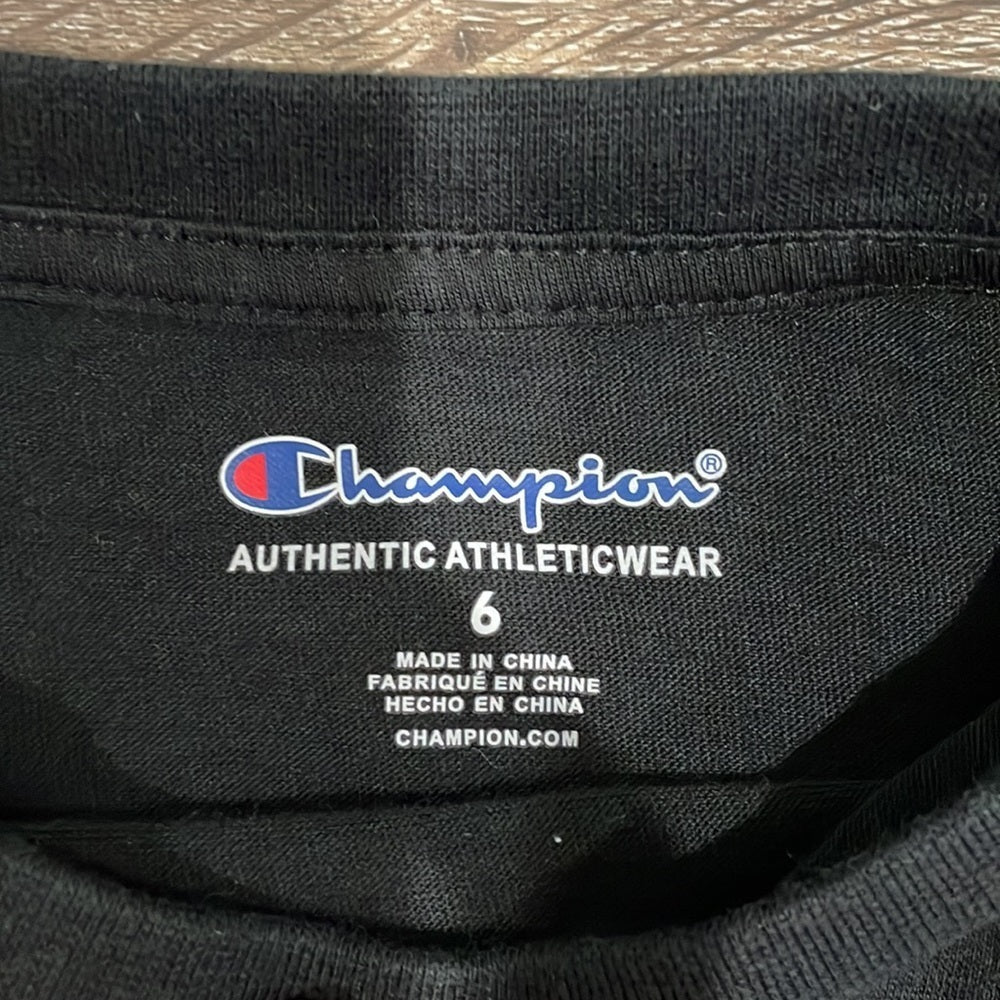 Champion®
AUTHENTIC ATHLETICWEAR
6
MADE IN CHINA
FABRIQUÉ EN CHINE
HECHO EN CHINA
CHAMPION.COM